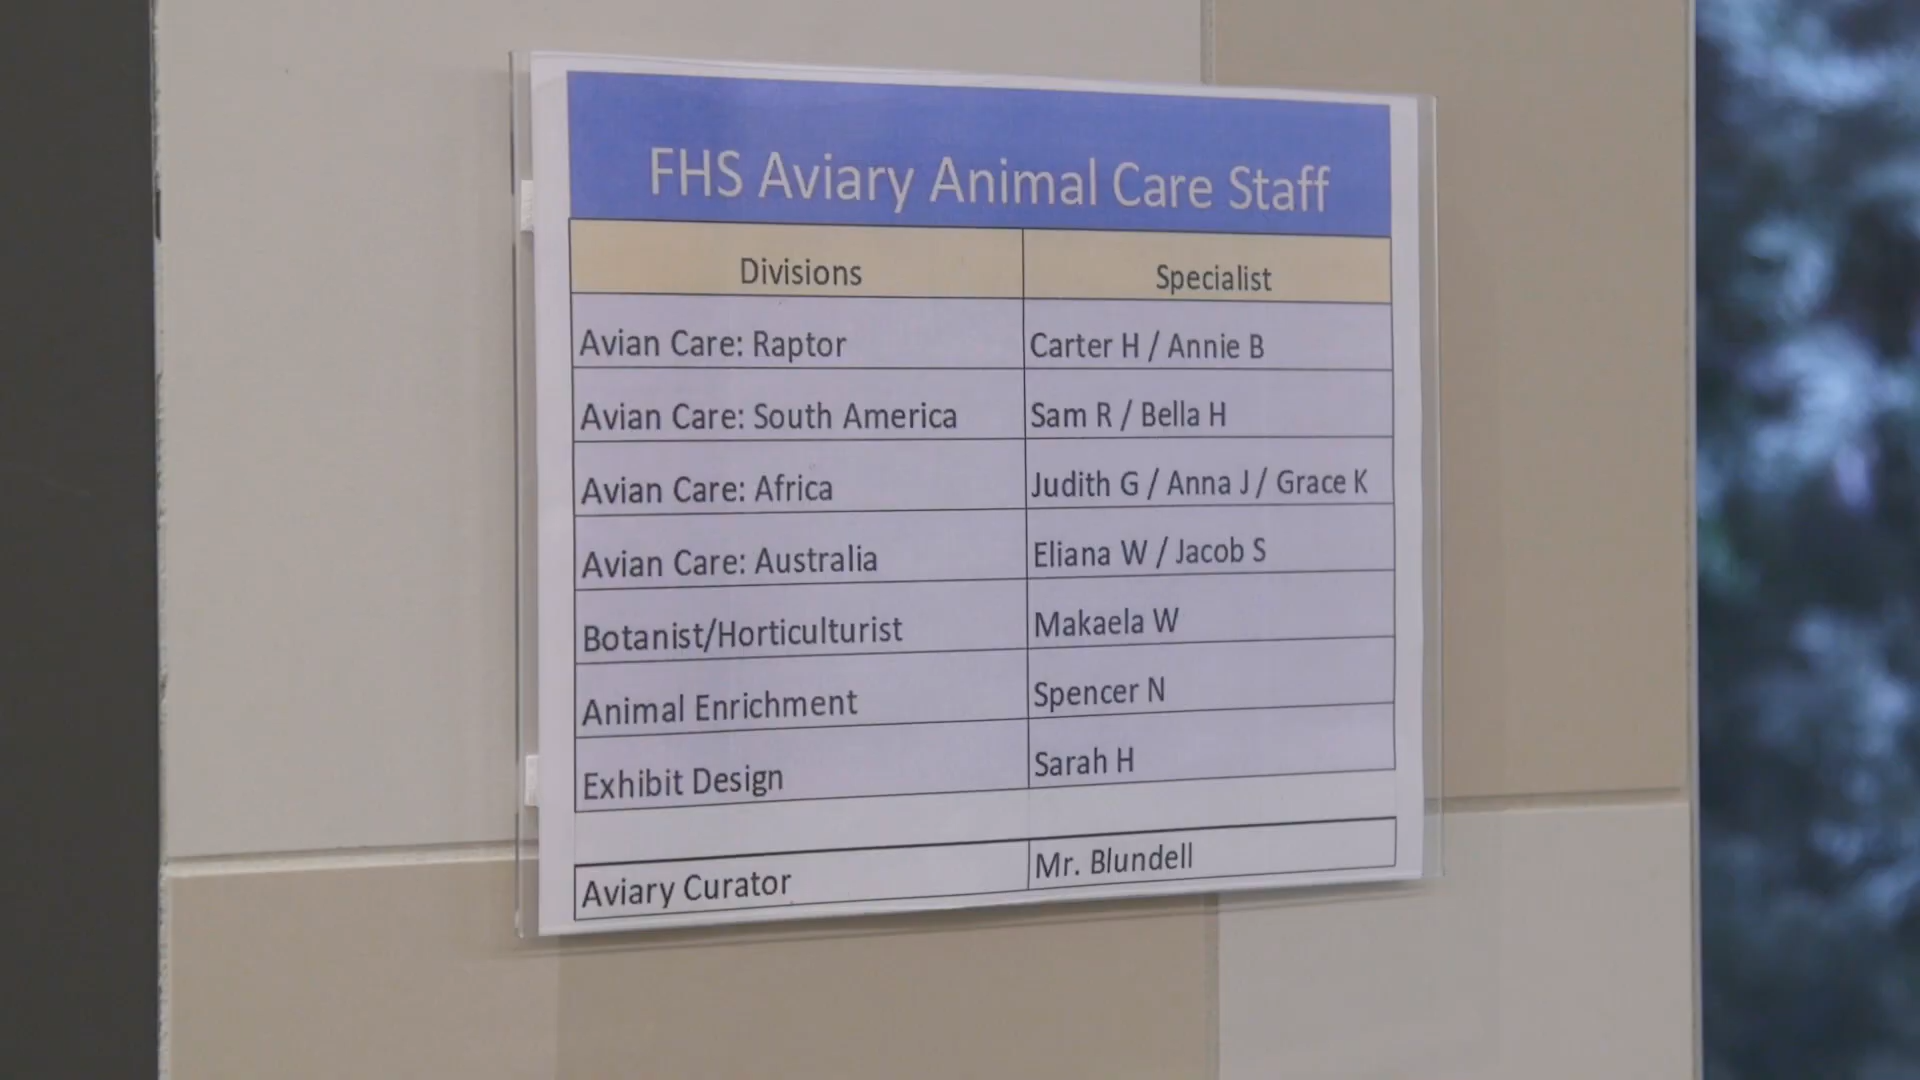 FHS Aviary Animal Care Staff
Divisions Specialist
Avian Care: Raptor Carter H / Annie B
Avian Care: South America Sam R / Bella H
Avian Care: Africa Judith G / Anna J / Grace K
Avian Care: Australia Eliana W / Jacob S
Botanist/Horticulturist Makaela W
Animal Enrichment Spencer N
Exhibit Design Sarah H
Aviary Curator Mr. Blundell